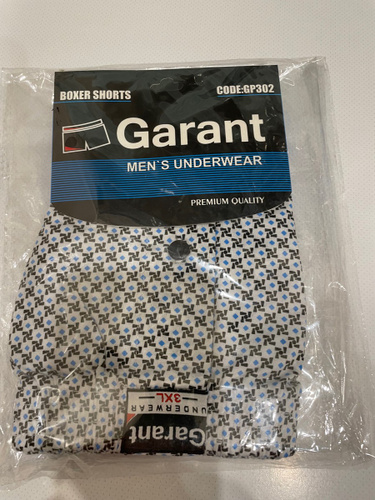 BOXER SHORTS
CODE:GP302
Garant
MEN`S UNDERWEAR
PREMIUM QUALITY
Garant
UNDERWEAR
3XL